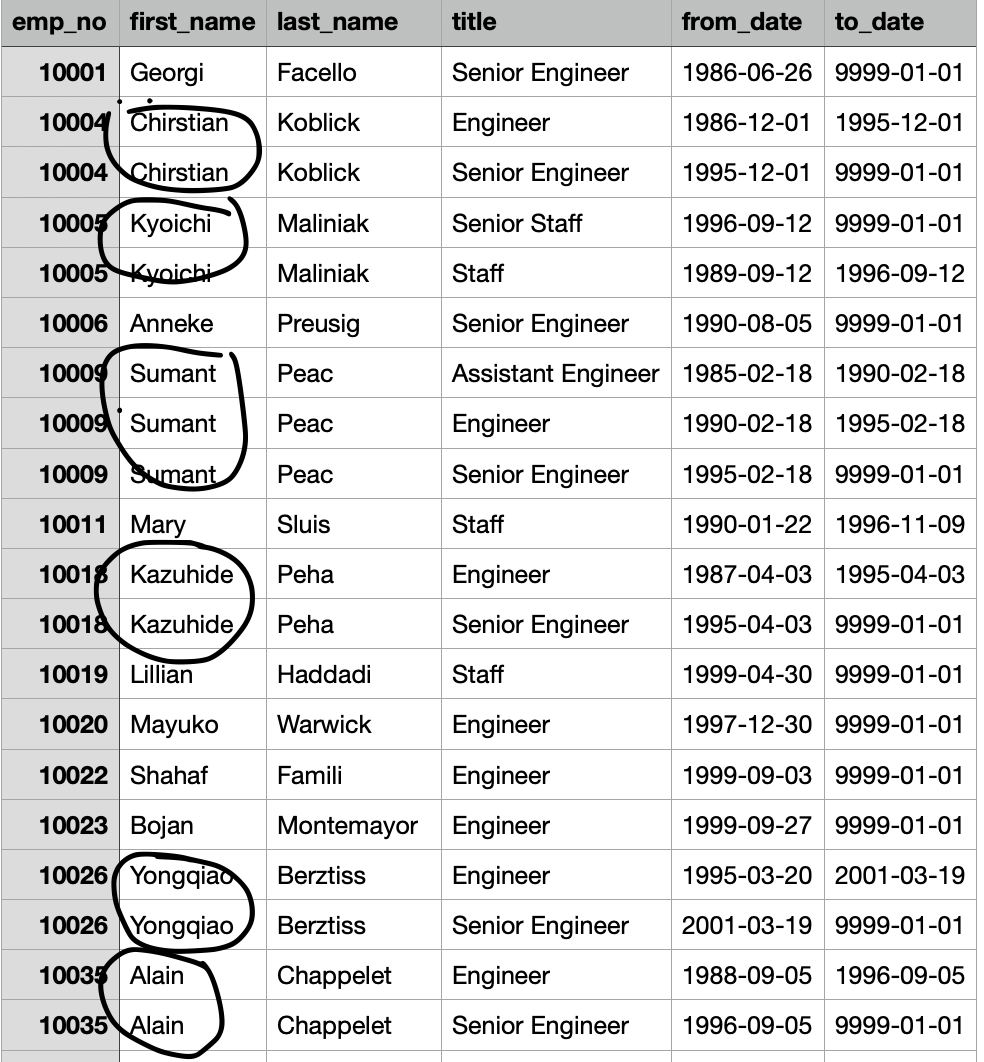 emp_no first_name last_name title from_date to_date
10001 Georgi Facello Senior Engineer 1986-06-26 9999-01-01
10004 Chirstian Koblick Engineer 1986-12-01 1995-12-01
10004 Chirstian Koblick Senior Engineer 1995-12-01 9999-01-01
10005 Kyoichi Maliniak Senior Staff 1996-09-12 9999-01-01
10005 Kyoichi Maliniak Staff 1989-09-12 1996-09-12
10006 Anneke Preusig Senior Engineer 1990-08-05 9999-01-01
10009 Sumant Peac Assistant Engineer 1985-02-18 1990-02-18
10009 Sumant Peac Engineer 1990-02-18 1995-02-18
10009 Sumant Peac Senior Engineer 1995-02-18 9999-01-01
10011 Mary Sluis Staff 1990-01-22 1996-11-09
10018 Kazuhide Peha Engineer 1987-04-03 1995-04-03
10018 Kazuhide Peha Senior Engineer 1995-04-03 9999-01-01
10019 Lillian Haddadi Staff 1999-04-30 9999-01-01
10020 Mayuko Warwick Engineer 1997-12-30 9999-01-01
10022 Shahaf Famili Engineer 1999-09-03 9999-01-01
10023 Bojan Montemayor Engineer 1999-09-27 9999-01-01
10026 Yongqiao Berztiss Engineer 1995-03-20 2001-03-19
10026 Yongqiao Berztiss Senior Engineer 2001-03-19 9999-01-01
10035 Alain Chappelet Engineer 1988-09-05 1996-09-05
10035 Alain Chappelet Senior Engineer 1996-09-05 9999-01-01